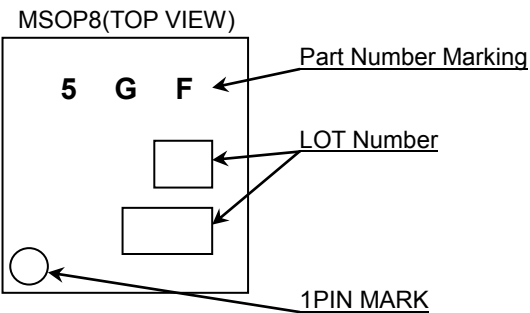 MSOP8(TOP VIEW)
Part Number Marking
5 G F
LOT Number
1PIN MARK